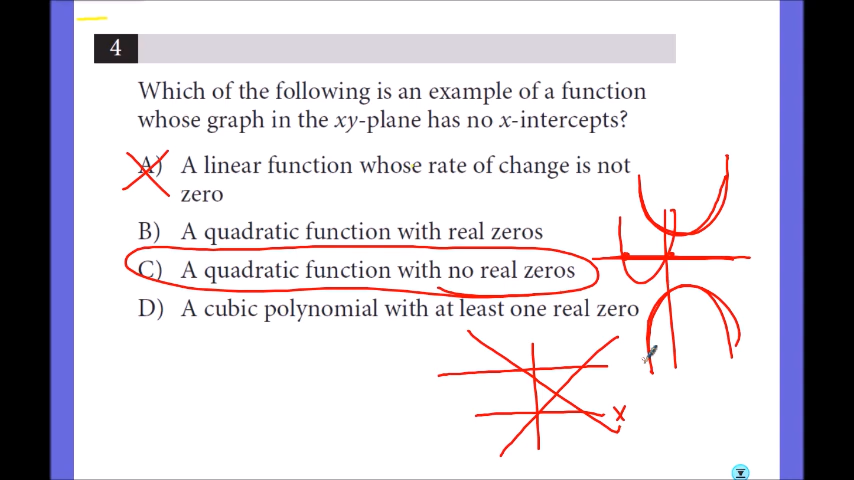 4
Which of the following is an example of a function
whose graph in the xy-plane has no x-intercepts?
A) A linear function whose rate of change is not
zero
B) A quadratic function with real zeros
C) A quadratic function with no real zeros
D) A cubic polynomial with at least one real zero
x